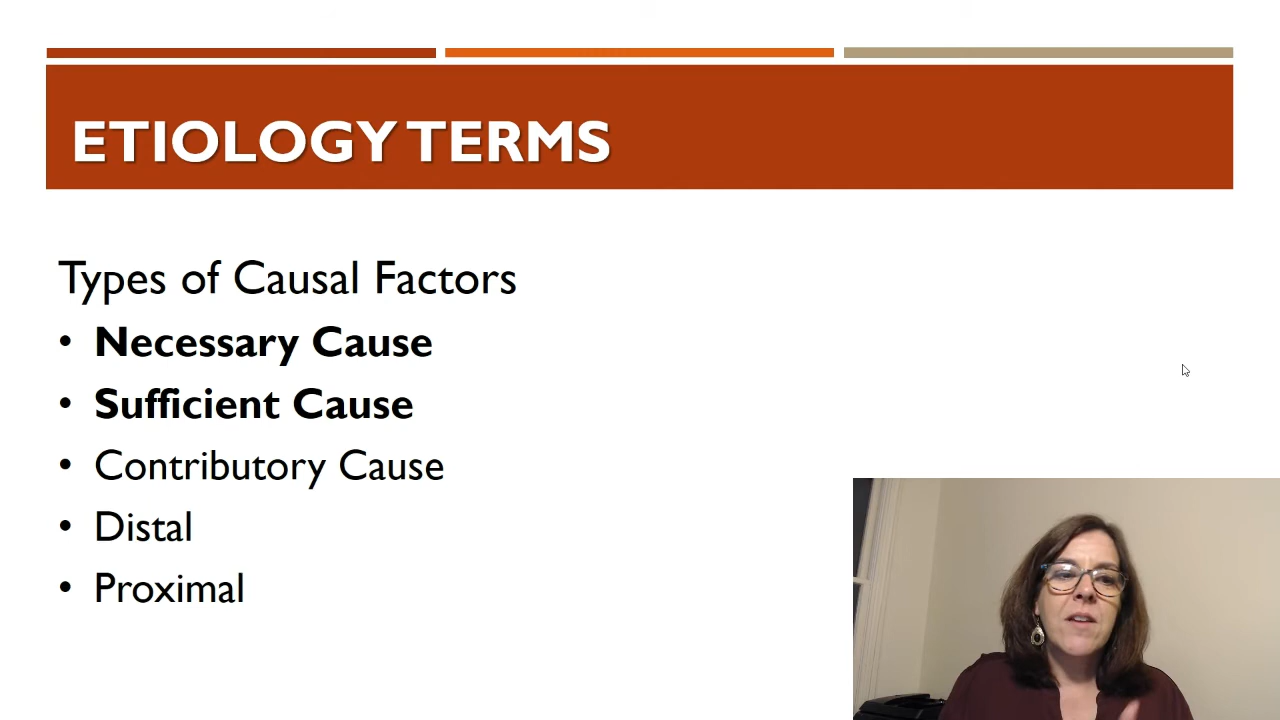 ETIOLOGY TERMS
Types of Causal Factors
• Necessary Cause
• Sufficient Cause
• Contributory Cause
• Distal
• Proximal